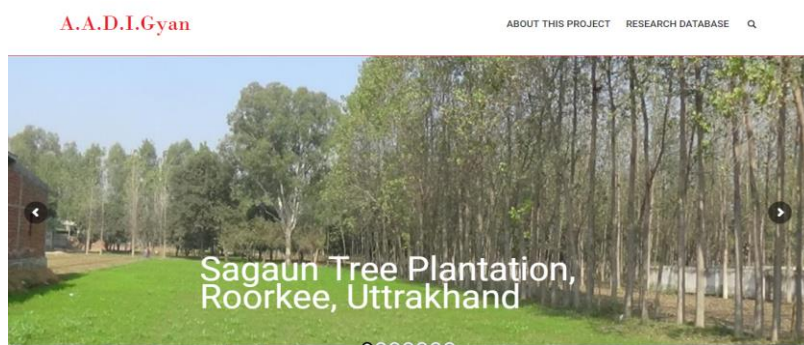 A.A.D.I.Gyan
ABOUT THIS PROJECT RESEARCH DATABASE
Sagaun Tree Plantation,
Roorkee, Uttrakhand